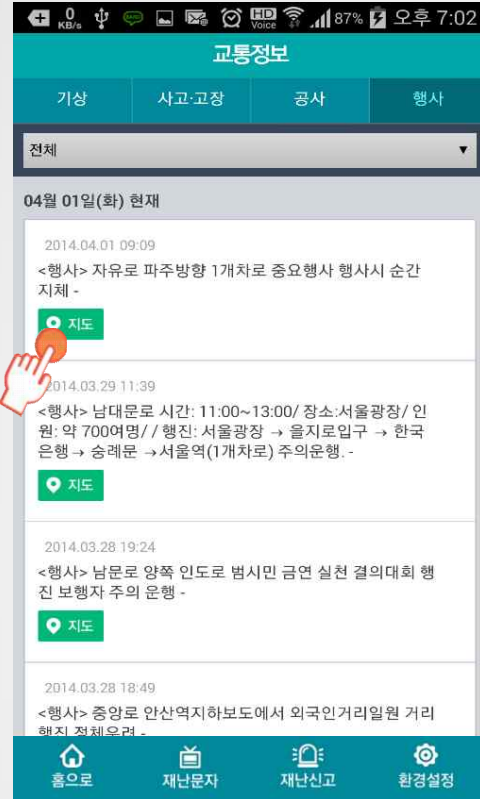 0 KB/s HD Voice 87% 오후 7:02
교통정보
기상 사고·고장 공사 행사
전체
04월 01일(화) 현재
2014.04.01 09:09
<행사> 자유로 파주방향 1개차로 중요행사 행사시 순간
지체 -
지도
2014.03.29 11:39
<행사> 남대문로 시간: 11:00~13:00/ 장소:서울광장/ 인
원: 약 700여명/ / 행진: 서울광장 → 을지로입구 → 한국
은행 → 숭례문 → 서울역(1개차로) 주의운행. -
지도
2014.03.28 19:24
<행사> 남문로 양쪽 인도로 범시민 금연 실천 결의대회 행
진 보행자 주의 운행 -
지도
2014.03.28 18:49
<행사> 중앙로 안산역지하보도에서 외국인거리일원 거리
행진 정체우려 -
홈으로 재난문자 재난신고 환경설정